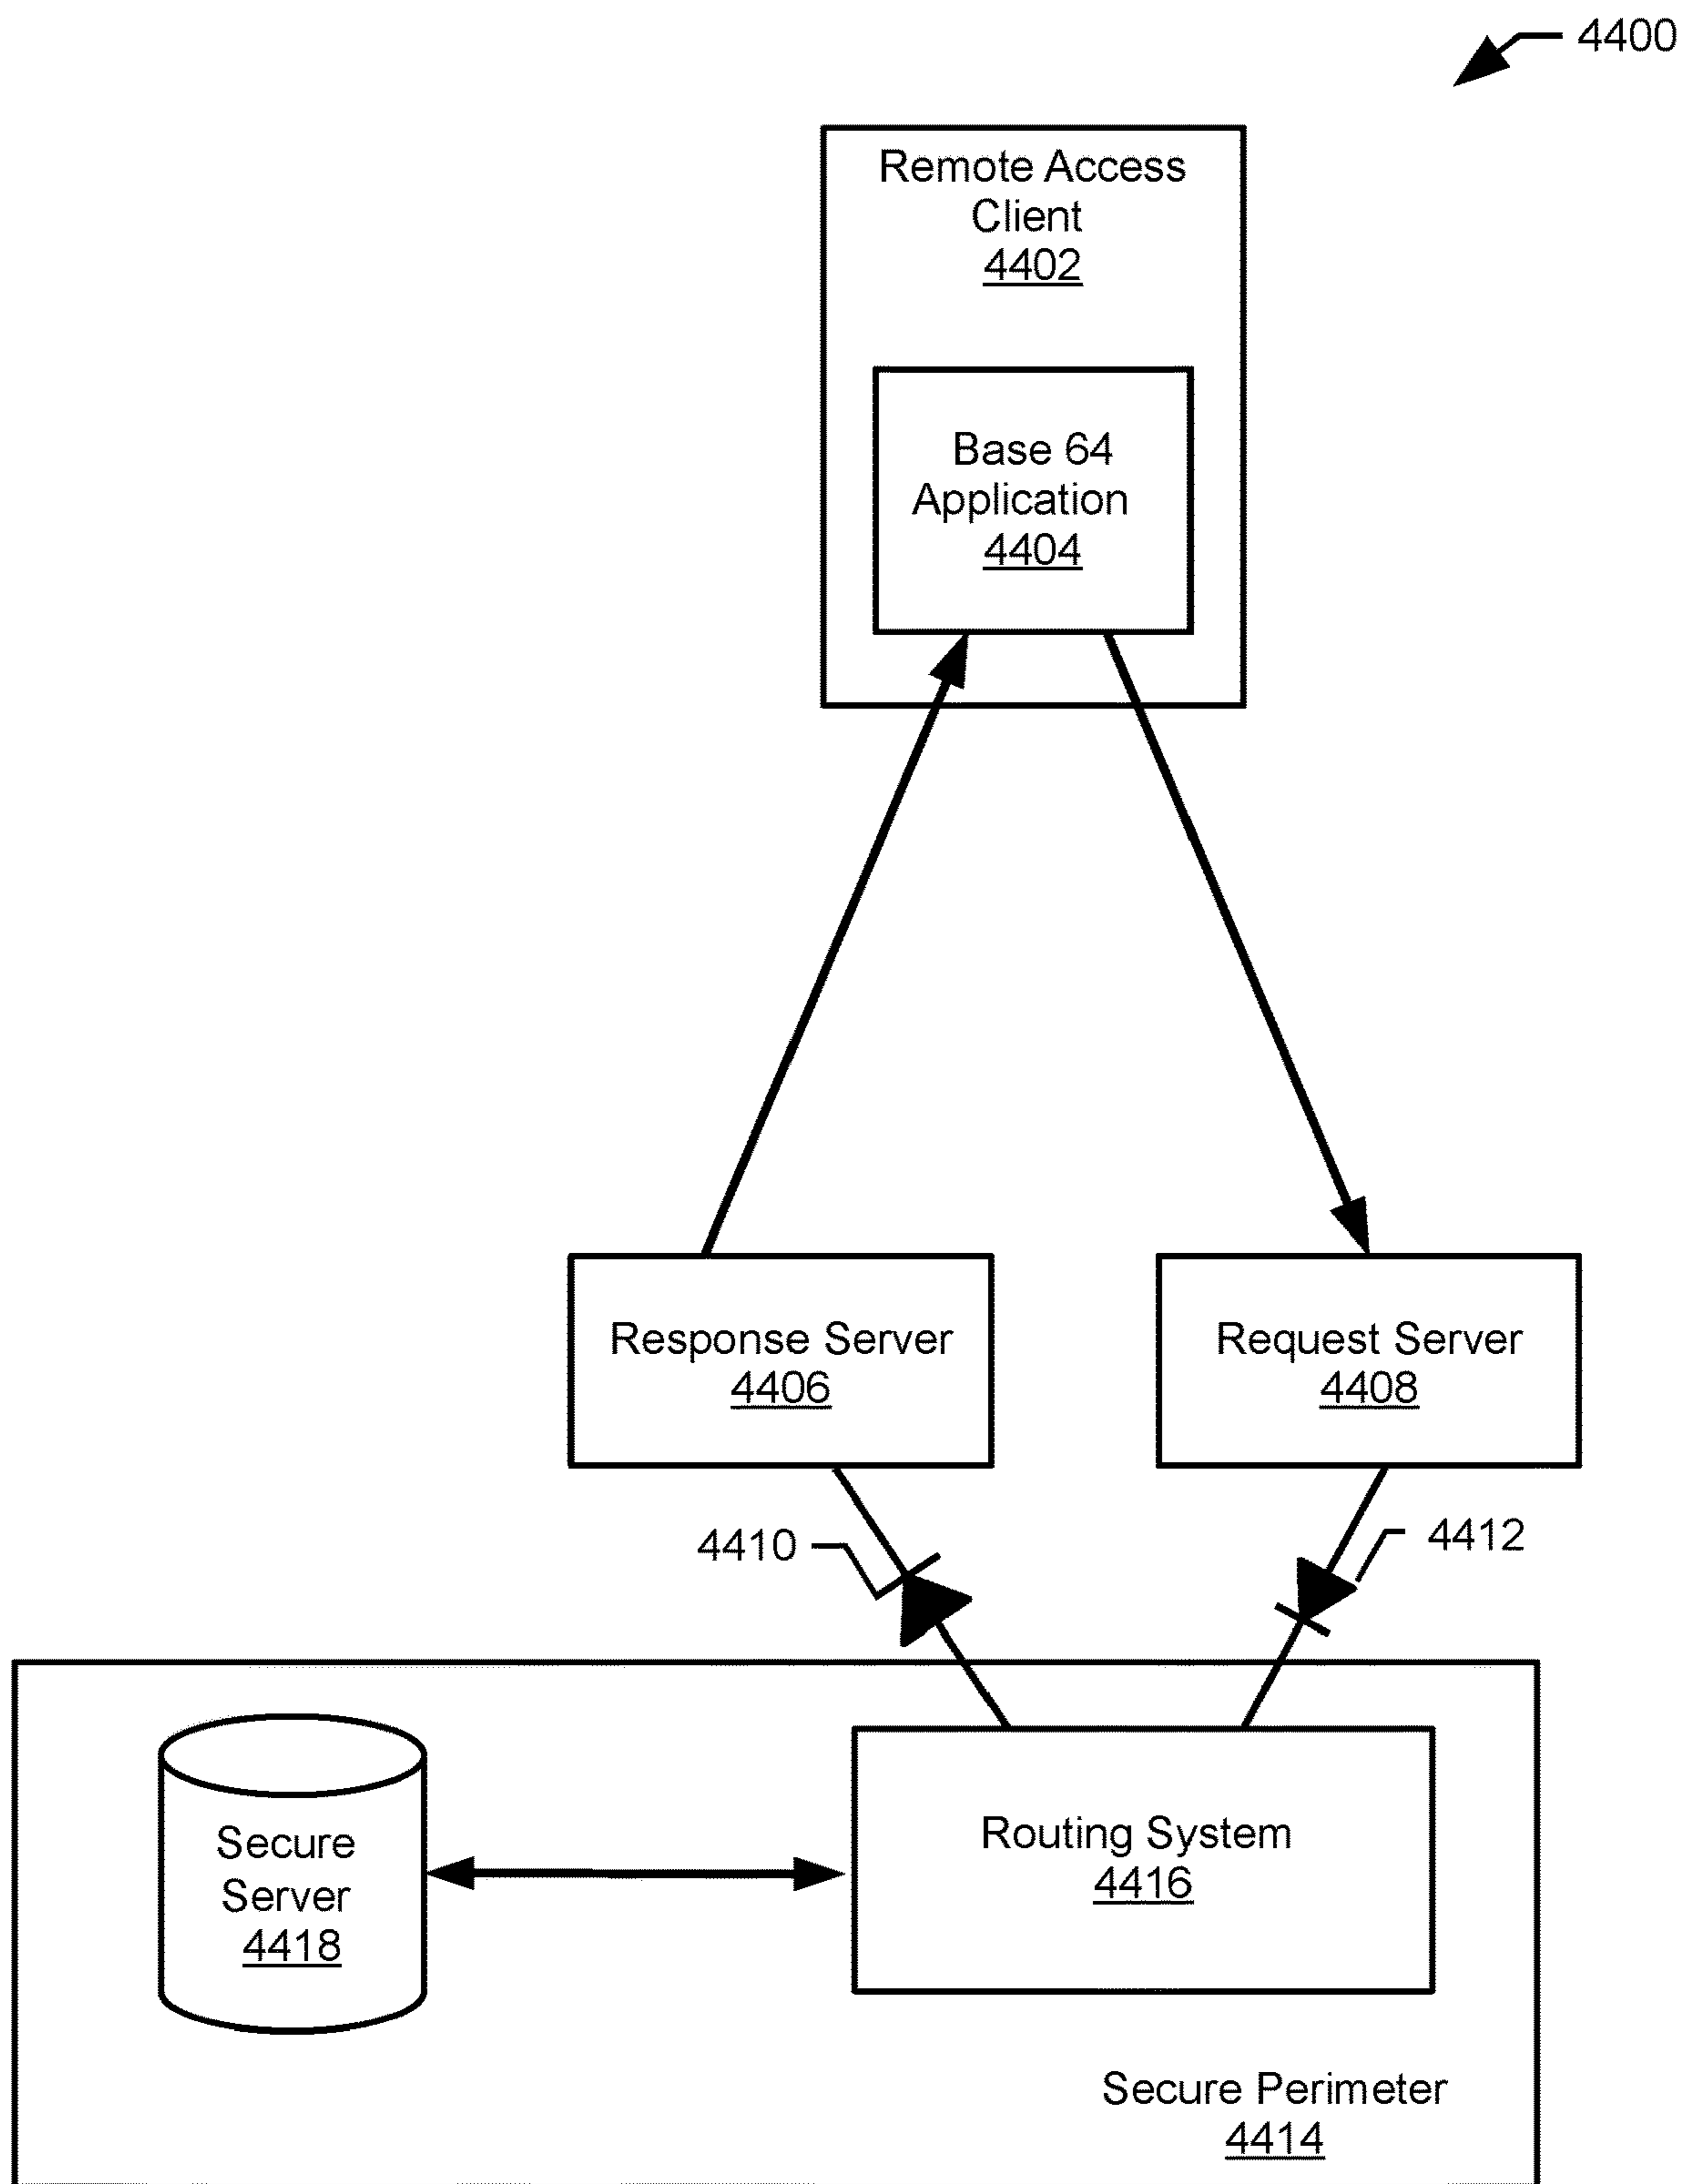 4400
Remote Access
Client
4402
Base 64
Application
4404
Response Server
4406
Request Server
4408
4410
4412
Secure
Server
4418
Routing System
4416
Secure Perimeter
4414